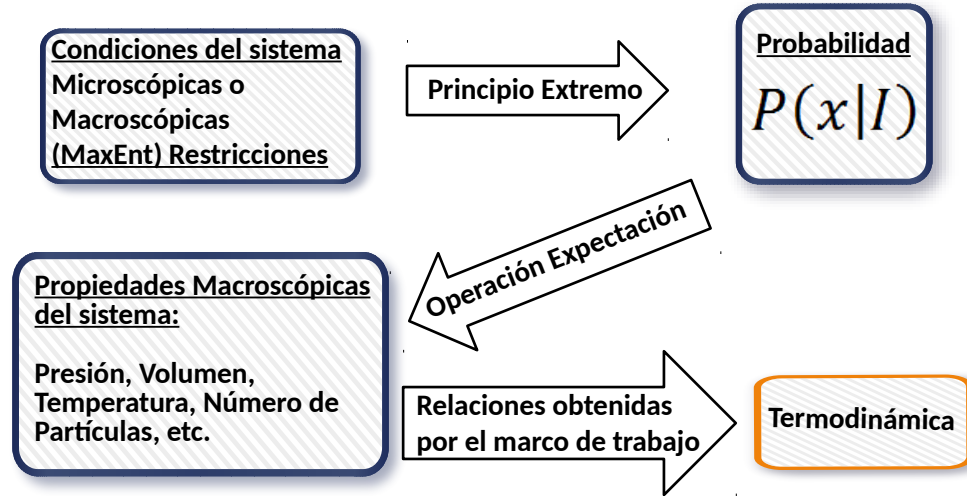 Condiciones del sistema
Microscópicas o
Macroscópicas
(MaxEnt) Restricciones
Principio Extremo
Probabilidad
P(x|I)
Operación Expectación
Propiedades Macroscópicas
del sistema:
Presión, Volumen,
Temperatura, Número de
Partículas, etc.
Relaciones obtenidas
por el marco de trabajo
Termodinámica